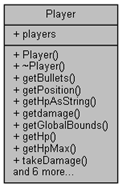 Player
+ players
+ Player()
+ ~Player()
+ getBullets()
+ getPosition()
+ getHpAsString()
+ getdamage()
+ getGlobalBounds()
+ getHp()
+ getHpMax()
+ takeDamage()
and 6 more...